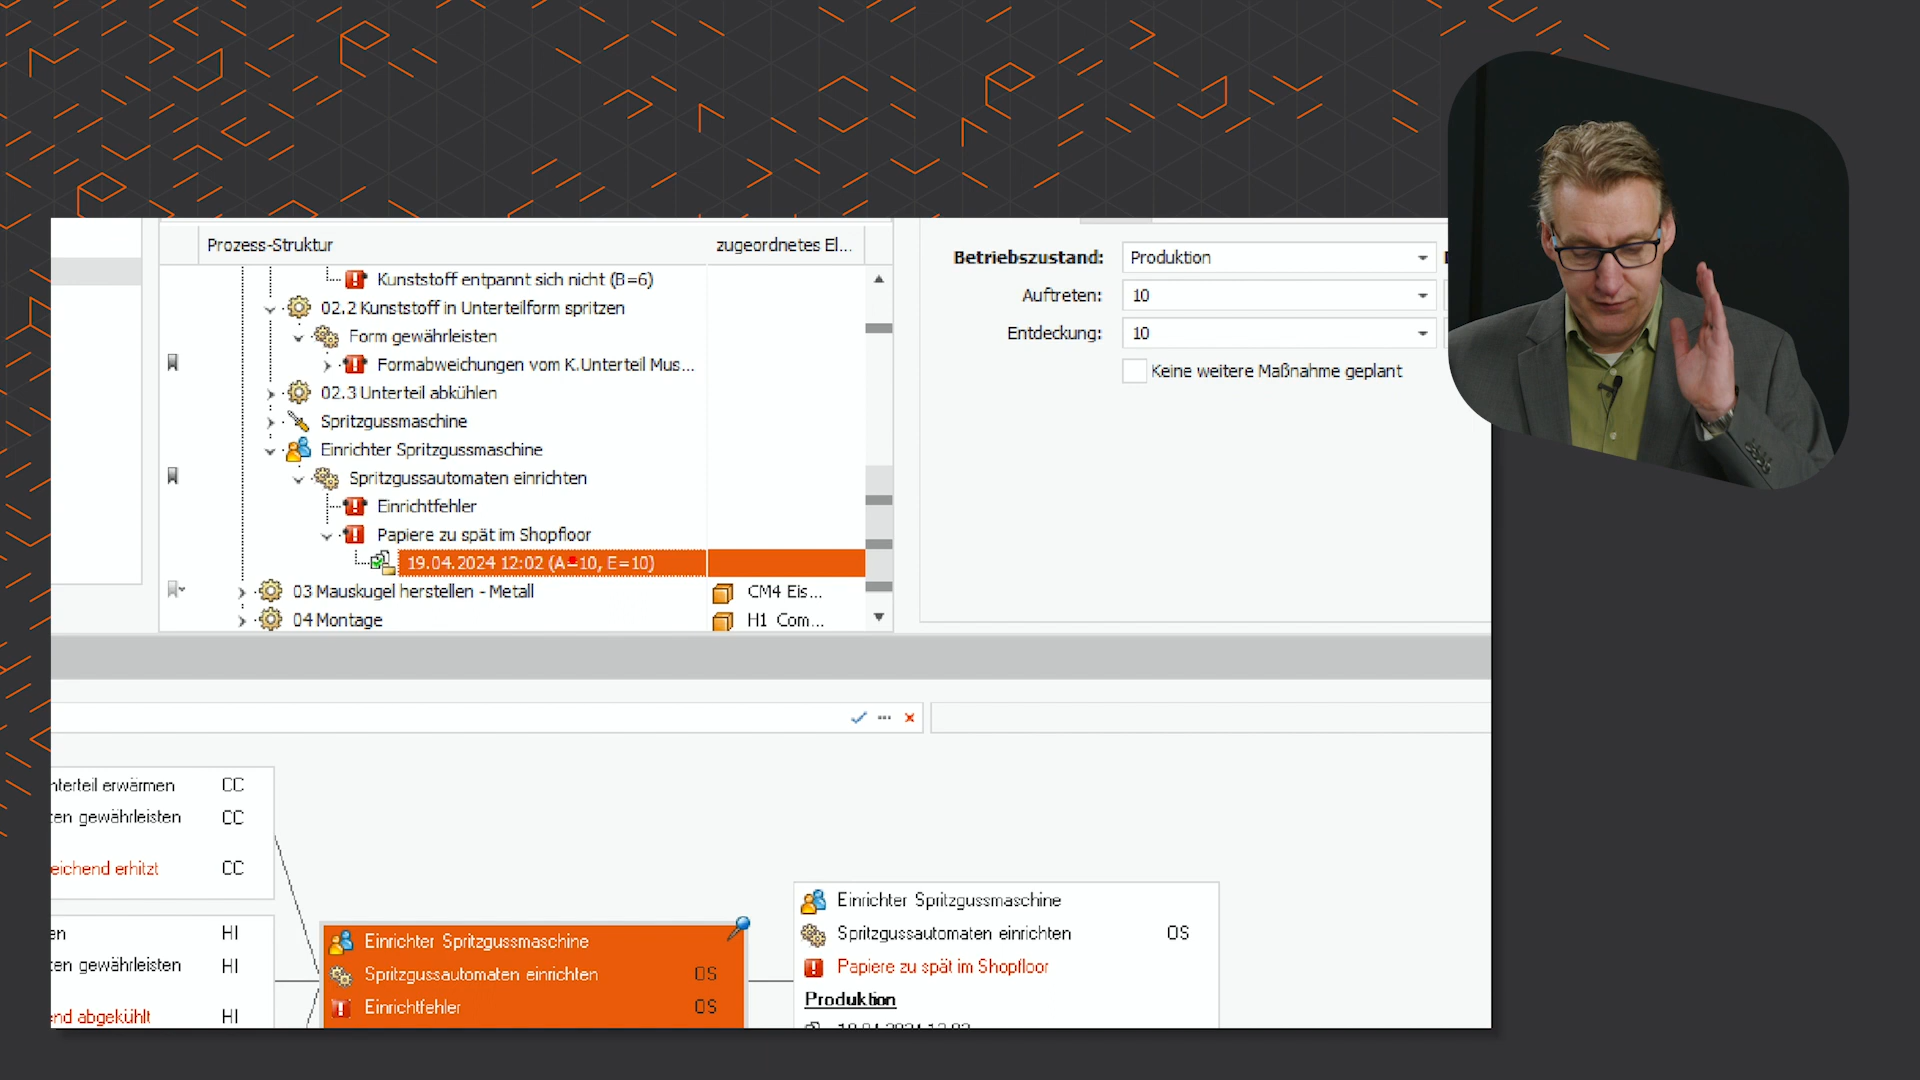 Prozess-Struktur
zugeordnetes El...
Kunststoff entpannt sich nicht (B=6)
02.2 Kunststoff in Unterteilform spritzen
Form gewährleisten
Formabweichungen vom K.Unterteil Mus...
02.3 Unterteil abkühlen
Spritzgussmaschine
Einrichter Spritzgussmaschine
Spritzgussautomaten einrichten
Einrichtfehler
Papiere zu spät im Shopfloor
19.04.2024 12:02 (A=10, E=10)
03 Mauskugel herstellen - Metall
CM4 Eis...
04 Montage
H1 Com...
Betriebszustand:
Produktion
Auftreten:
10
Entdeckung:
10
Keine weitere Maßnahme geplant
nterteil erwärmen CC
ten gewährleisten CC
eichend erhitzt CC
en HI
ten gewährleisten HI
end abgekühlt HI
Einrichter Spritzgussmaschine
Spritzgussautomaten einrichten OS
Einrichtfehler OS
Einrichter Spritzgussmaschine
Spritzgussautomaten einrichten OS
Papiere zu spät im Shopfloor
Produktion